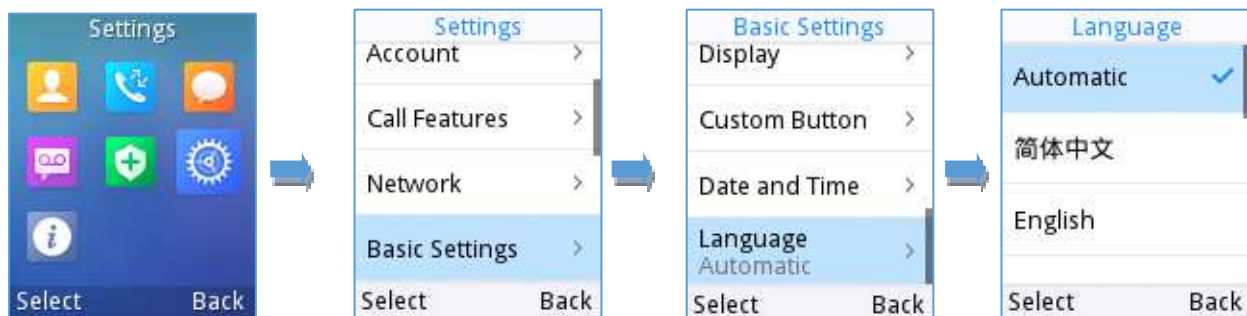 Settings
Select Back
Settings
Account
Call Features
Network
Basic Settings
Select Back
Basic Settings
Display
Custom Button
Date and Time
Language
Automatic
Select Back
Language
Automatic
简体中文
English
Select Back